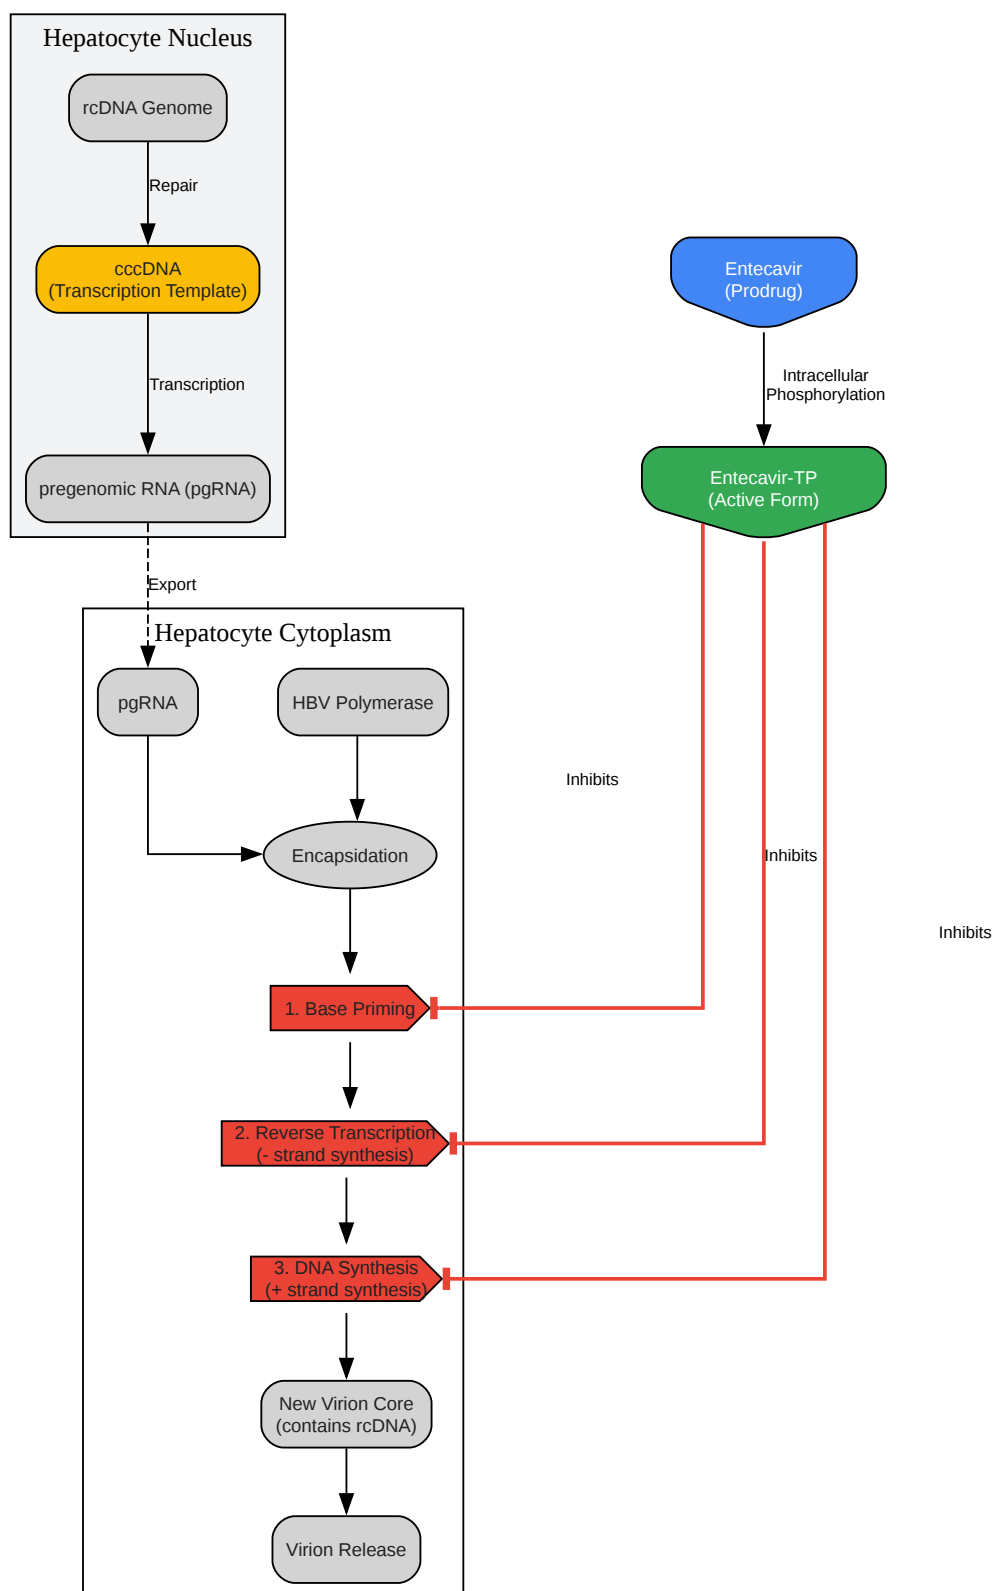 Hepatocyte Nucleus
rcDNA Genome
Repair
cccDNA
(Transcription Template)
Transcription
pregenomic RNA (pgRNA)
Export
Entecavir
(Prodrug)
Intracellular
Phosphorylation
Entecavir-TP
(Active Form)
Hepatocyte Cytoplasm
pgRNA
HBV Polymerase
Inhibits
Encapsidation
Inhibits
Inhibits
1. Base Priming
2. Reverse Transcription
(- strand synthesis)
3. DNA Synthesis
(+ strand synthesis)
New Virion Core
(contains rcDNA)
Virion Release